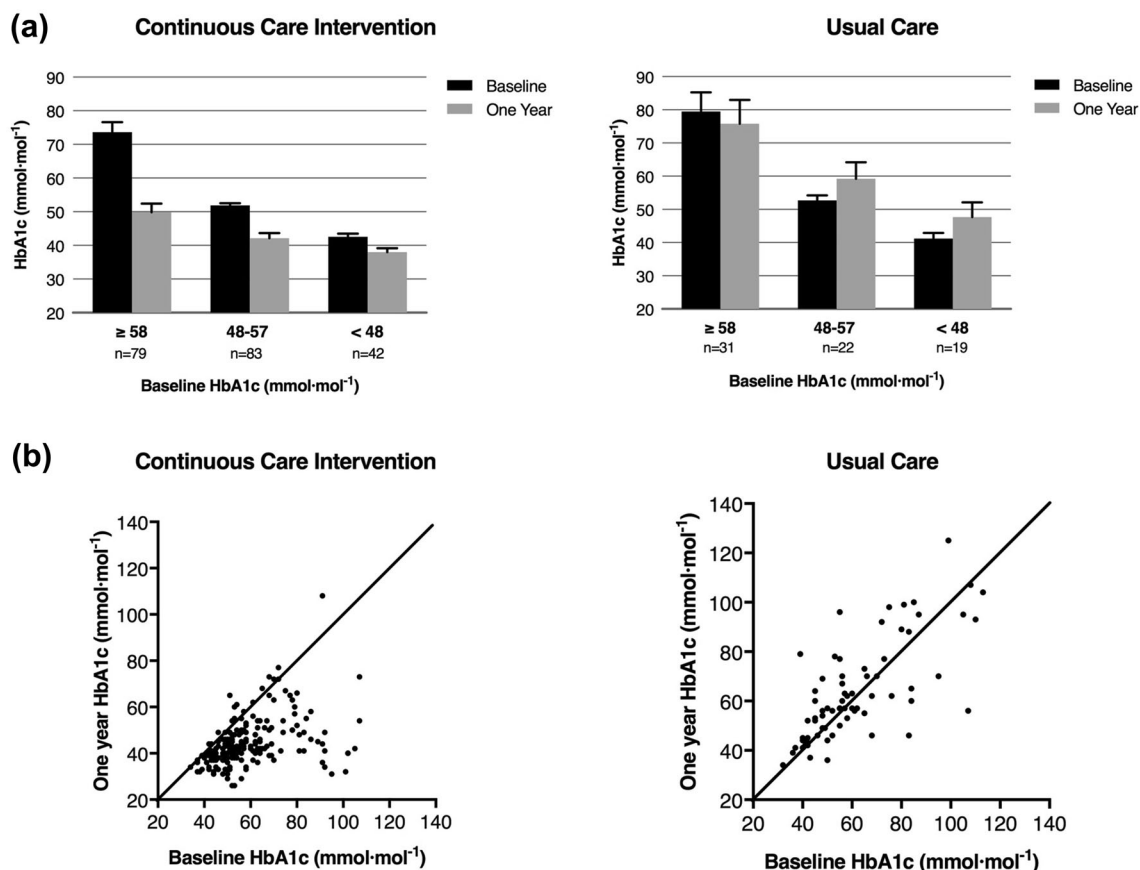 (a)
Continuous Care Intervention
HbA1c (mmol·mol⁻¹)
90
80
70
60
50
40
30
20
Baseline
One Year
≥ 58
48-57
< 48
n=79
n=83
n=42
Baseline HbA1c (mmol·mol⁻¹)
Usual Care
HbA1c (mmol·mol⁻¹)
90
80
70
60
50
40
30
20
Baseline
One Year
≥ 58
48-57
< 48
n=31
n=22
n=19
Baseline HbA1c (mmol·mol⁻¹)
(b)
Continuous Care Intervention
One year HbA1c (mmol·mol⁻¹)
140
120
100
80
60
40
20
20 40 60 80 100 120 140
Baseline HbA1c (mmol·mol⁻¹)
Usual Care
One year HbA1c (mmol·mol⁻¹)
140
120
100
80
60
40
20
20 40 60 80 100 120 140
Baseline HbA1c (mmol·mol⁻¹)